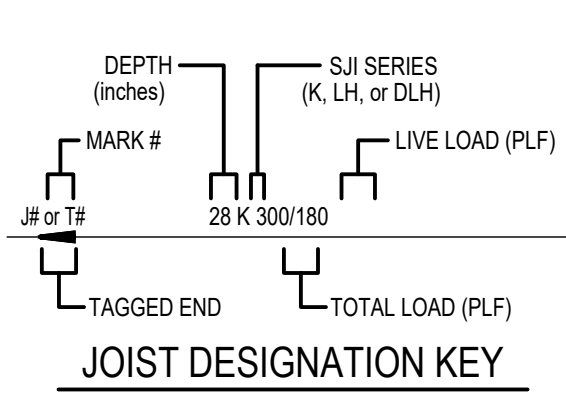 DEPTH
(inches)
SJI SERIES
(K, LH, or DLH)
MARK #
LIVE LOAD (PLF)
J# or T#
28 K 300/180
TAGGED END
TOTAL LOAD (PLF)
JOIST DESIGNATION KEY